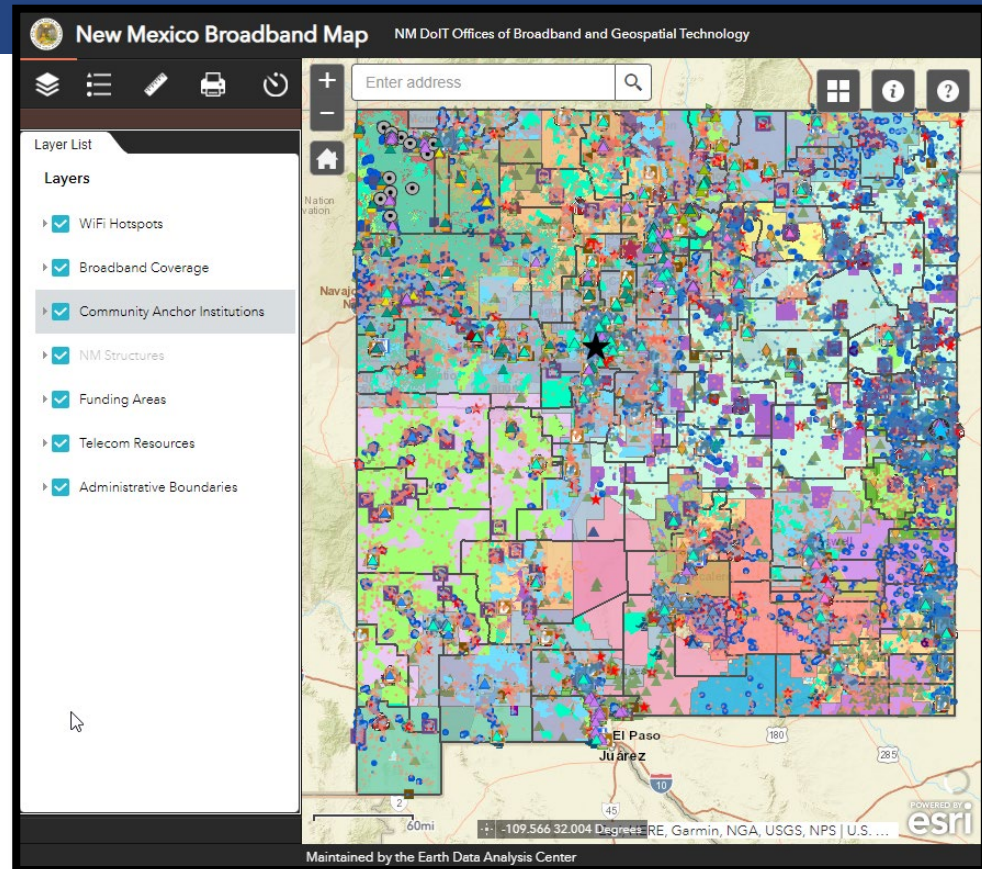 New Mexico Broadband Map
NM DoIT Offices of Broadband and Geospatial Technology
Enter address
Layer List
Layers
WiFi Hotspots
Broadband Coverage
Community Anchor Institutions
NM Structures
Funding Areas
Telecom Resources
Administrative Boundaries
Nation
vation
Navajo
N
El Paso
Juárez
180
285
10
45
2
60mi
-109.566 32.004 Degrees
ERE, Garmin, NGA, USGS, NPS | U.S. ...
POWERED BY
esri
Maintained by the Earth Data Analysis Center